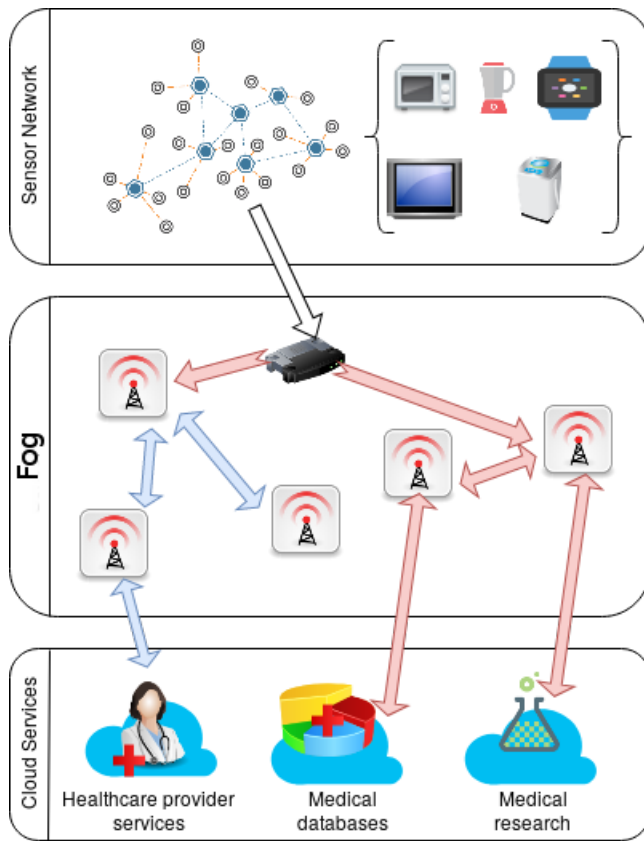 Sensor Network
Fog
Cloud Services
Healthcare provider
services
Medical
databases
Medical
research